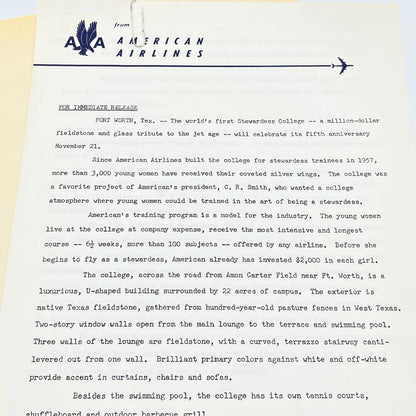 from
AA AMERICAN
AIRLINES
FOR IMMEDIATE RELEASE
FORT WORTH, Tex. -- The world's first Stewardess College -- a million-dollar
fieldstone and glass tribute to the jet age -- will celebrate its fifth anniversary
November 21.
Since American Airlines built the college for stewardess trainees in 1957,
more than 3,000 young women have received their coveted silver wings. The college was
a favorite project of American's president, C. R. Smith, who wanted a college
atmosphere where young women could be trained in the art of being a stewardess.
American's training program is a model for the industry. The young women
live at the college at company expense, receive the most intensive and longest
course -- 6½ weeks, more than 100 subjects -- offered by any airline. Before she
begins to fly as a stewardess, American already has invested $2,000 in each girl.
The college, across the road from Amon Carter Field near Ft. Worth, is a
luxurious, U-shaped building surrounded by 22 acres of campus. The exterior is
native Texas fieldstone, gathered from hundred-year-old pasture fences in West Texas.
Two-story window walls open from the main lounge to the terrace and swimming pool.
Three walls of the lounge are fieldstone, with a curved, terrazzo stairway canti-
levered out from one wall. Brilliant primary colors against white and off-white
provide accent in curtains, chairs and sofas.
Besides the swimming pool, the college has its own tennis courts,
shuffleboard and outdoor barbecue grill.